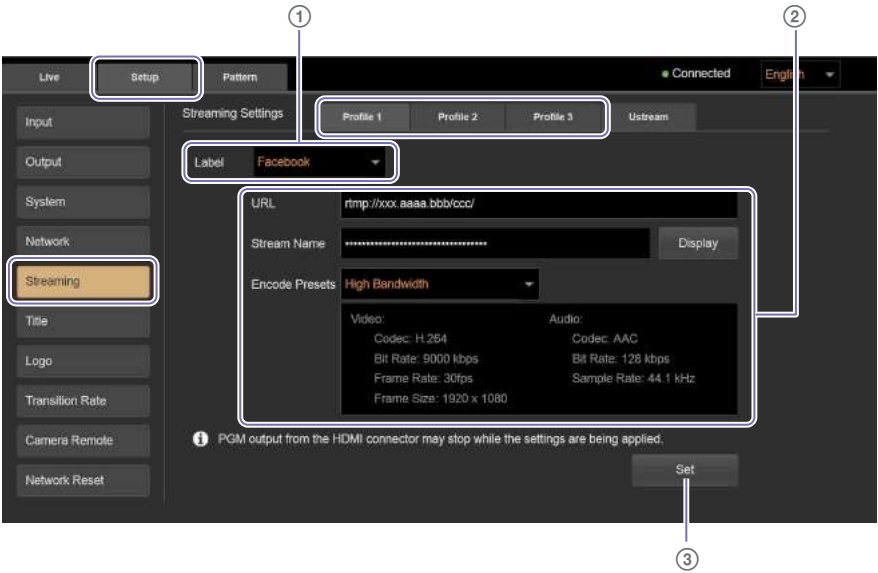 ① ②
Live Setup Pattern Connected English
Streaming Settings Profile 1 Profile 2 Profile 3 Ustream
Input
Output
System
Network
Streaming
Title
Logo
Transition Rate
Camera Remote
Network Reset
Label Facebook
URL rtmp://xxx.aaaa.bbb/ccc/
Stream Name ********************************** Display
Encode Presets High Bandwidth
Video:
Codec: H.264
Bit Rate: 9000 kbps
Frame Rate: 30fps
Frame Size: 1920 x 1080
Audio:
Codec: AAC
Bit Rate: 128 kbps
Sample Rate: 44.1 kHz
PGM output from the HDMI connector may stop while the settings are being applied.
Set
③